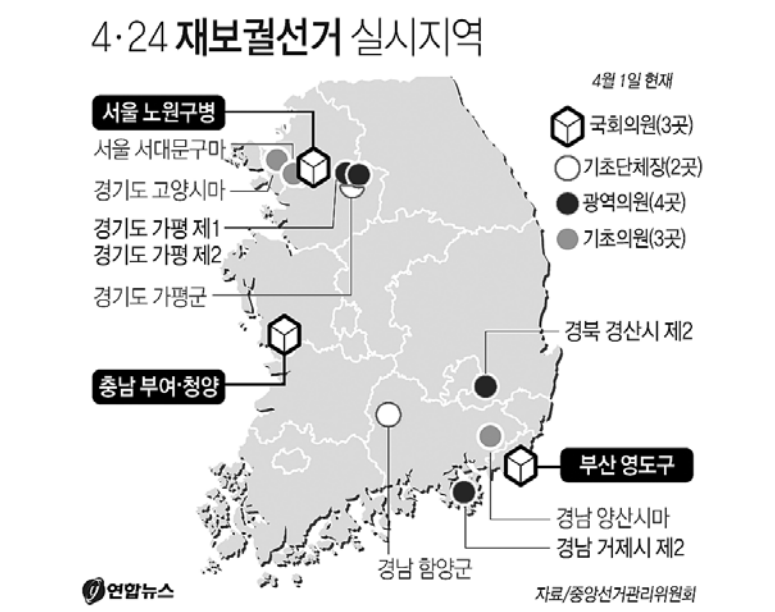 4·24 재보궐선거 실시지역
4월 1일 현재
국회의원(3곳)
기초단체장(2곳)
광역의원(4곳)
기초의원(3곳)
서울 노원구병
서울 서대문구마
경기도 고양시마
경기도 가평 제1
경기도 가평 제2
경기도 가평군
충남 부여·청양
경북 경산시 제2
부산 영도구
경남 양산시마
경남 거제시 제2
경남 함양군
연합뉴스
자료/중앙선거관리위원회